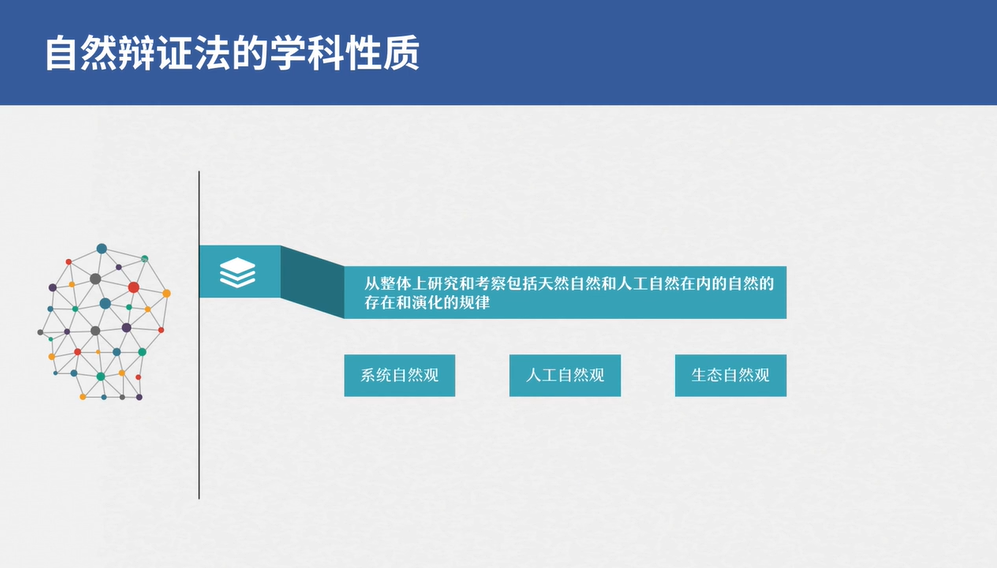 自然辩证法的学科性质
从整体上研究和考察包括天然自然和人工自然在内的自然的
存在和演化的规律
系统自然观
人工自然观
生态自然观